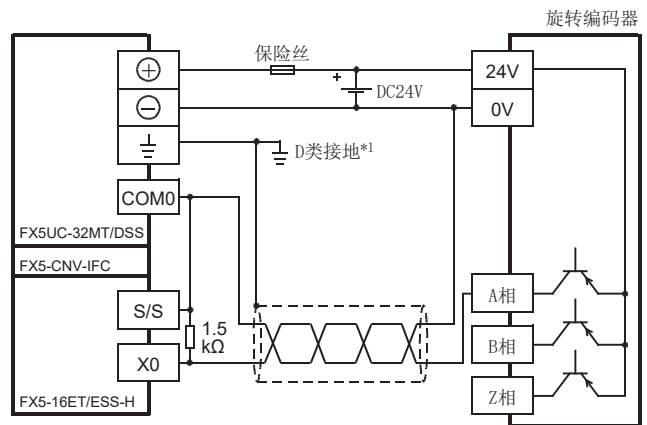 旋转编码器
保险丝
24V
+
DC24V
0V
D类接地*1
COM0
FX5UC-32MT/DSS
FX5-CNV-IFC
S/S
1.5
kΩ
X0
A相
B相
Z相
FX5-16ET/ESS-H